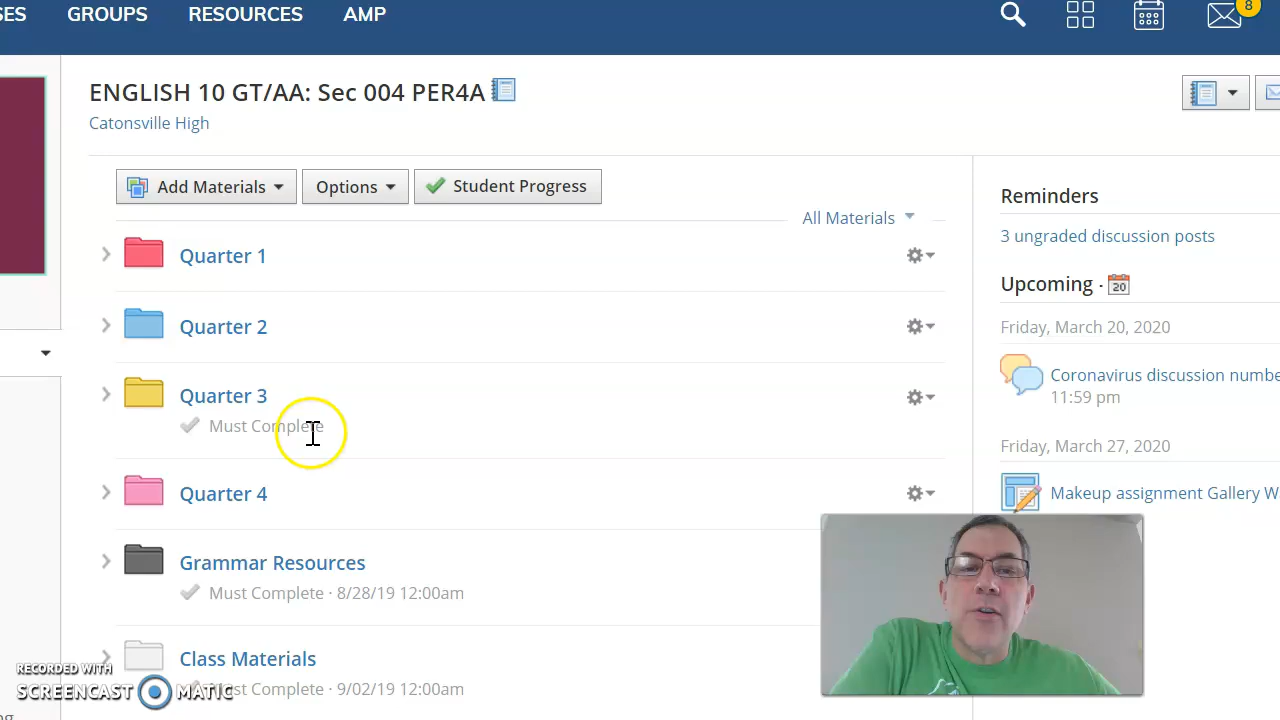 SES GROUPS RESOURCES AMP
8
ENGLISH 10 GT/AA: Sec 004 PER4A
Catonsville High
Add Materials
Options
Student Progress
All Materials
Quarter 1
Quarter 2
Quarter 3
Must Complete
Quarter 4
Grammar Resources
Must Complete · 8/28/19 12:00am
Class Materials
Must Complete · 9/02/19 12:00am
Reminders
3 ungraded discussion posts
Upcoming · 20
Friday, March 20, 2020
Coronavirus discussion numbe
11:59 pm
Friday, March 27, 2020
Makeup assignment Gallery W
RECORDED WITH
SCREENCAST MATIC